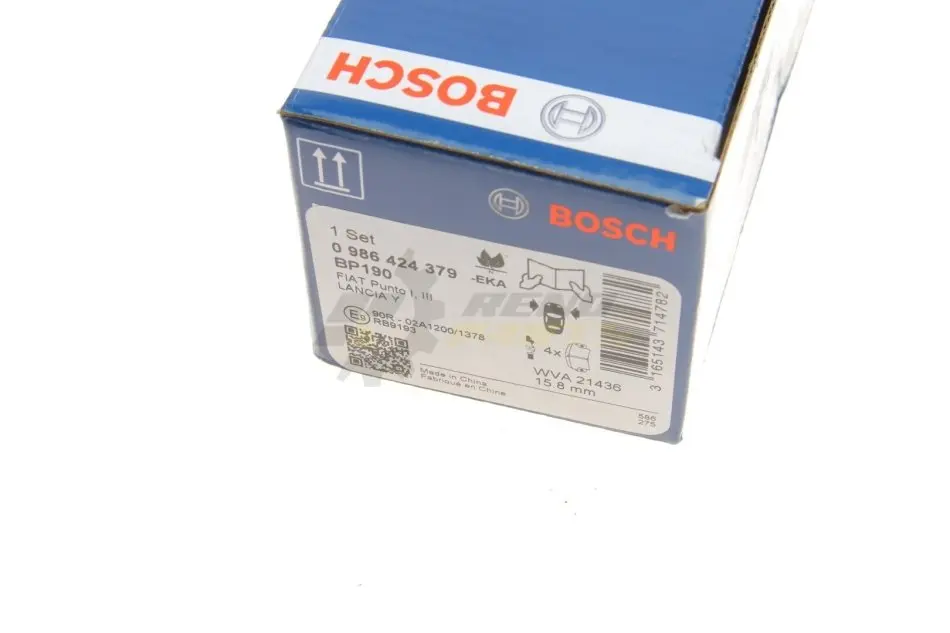 BOSCH
BOSCH
1 Set
0 986 424 379
BP190
-EKA
FIAT Punto I, III
LANCIA Y
E9
90R - 02A1200/1378
RB9193
4x
WVA 21436
15.8 mm
Made in China
Fabriqué en Chine
3 165143 714782
586
275